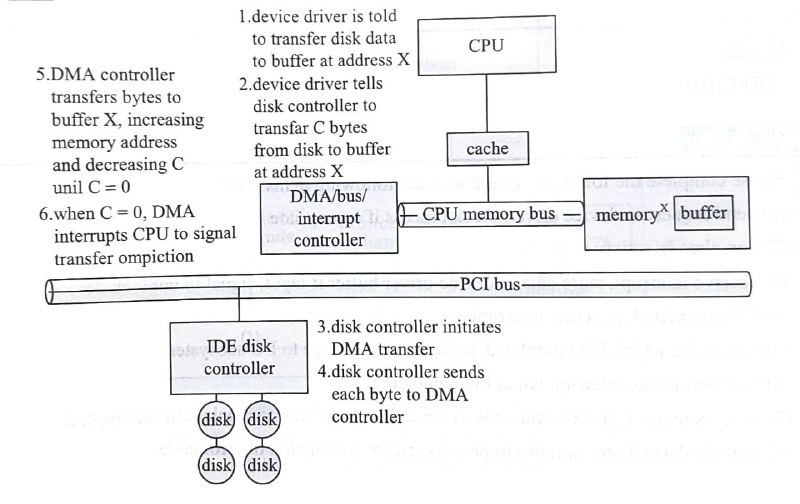 1.device driver is told
to transfer disk data
to buffer at address X
2.device driver tells
disk controller to
transfar C bytes
from disk to buffer
at address X
CPU
5.DMA controller
transfers bytes to
buffer X, increasing
memory address
and decreasing C
unil C = 0
6.when C = 0, DMA
interrupts CPU to signal
transfer ompiction
cache
DMA/bus/
interrupt
controller
CPU memory bus
memory X buffer
PCI bus
IDE disk
controller
3.disk controller initiates
DMA transfer
4.disk controller sends
each byte to DMA
controller
disk disk
disk disk